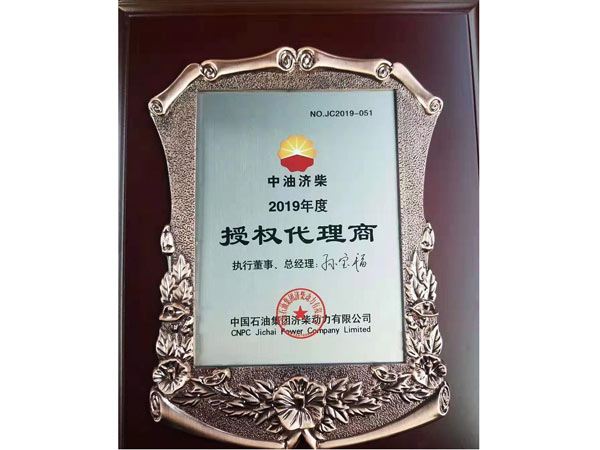 NO.JC2019-051
中油济柴
2019年度
授权代理商
执行董事、总经理:孙宝福
中国石油集团济柴动力有限公司
CNPC Jichai Power Company Limited